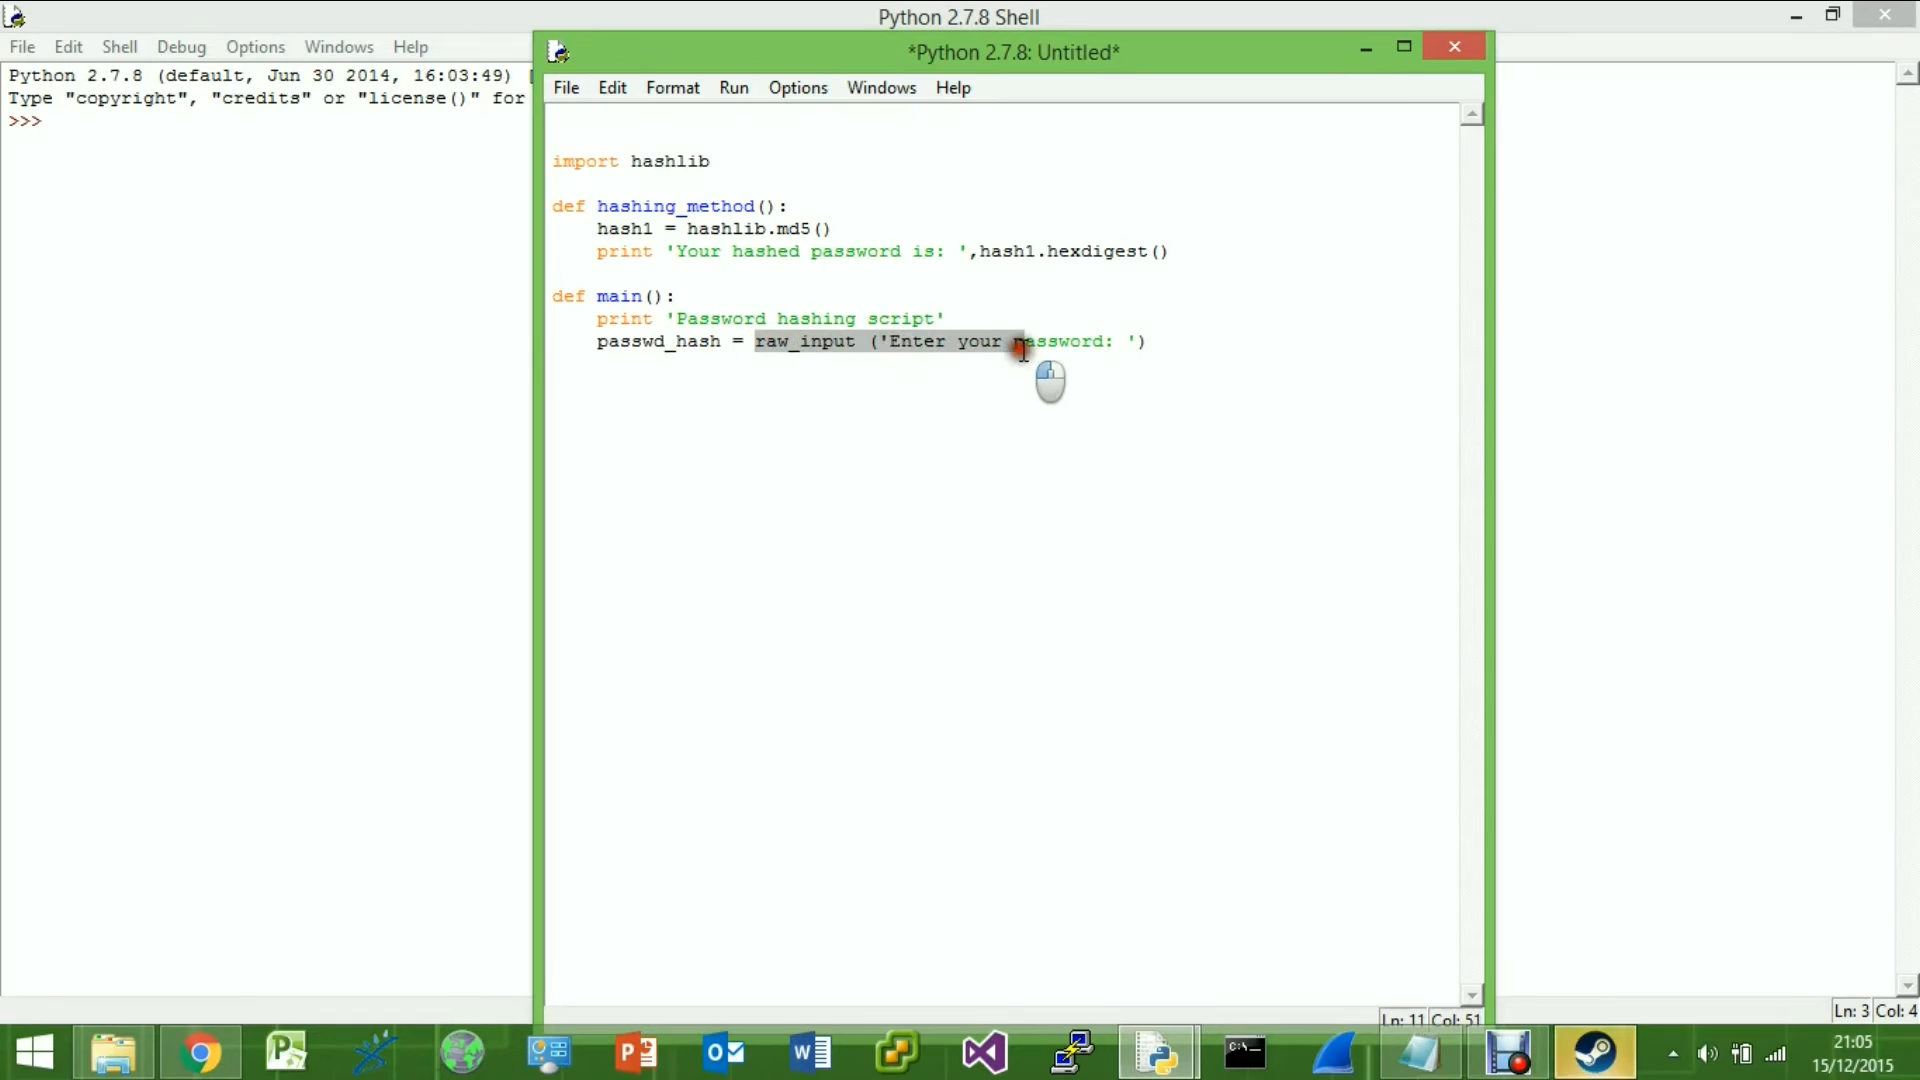 Python 2.7.8 Shell
File Edit Shell Debug Options Windows Help
Python 2.7.8 (default, Jun 30 2014, 16:03:49) [
Type "copyright", "credits" or "license()" for
>>>
*Python 2.7.8: Untitled*
File Edit Format Run Options Windows Help
import hashlib
def hashing_method():
hash1 = hashlib.md5()
print 'Your hashed password is: ',hash1.hexdigest()
def main():
print 'Password hashing script'
passwd_hash = raw_input ('Enter your password: ')
Ln: 11 Col: 51
Ln: 3 Col: 4
C:\_
21:05
15/12/2015